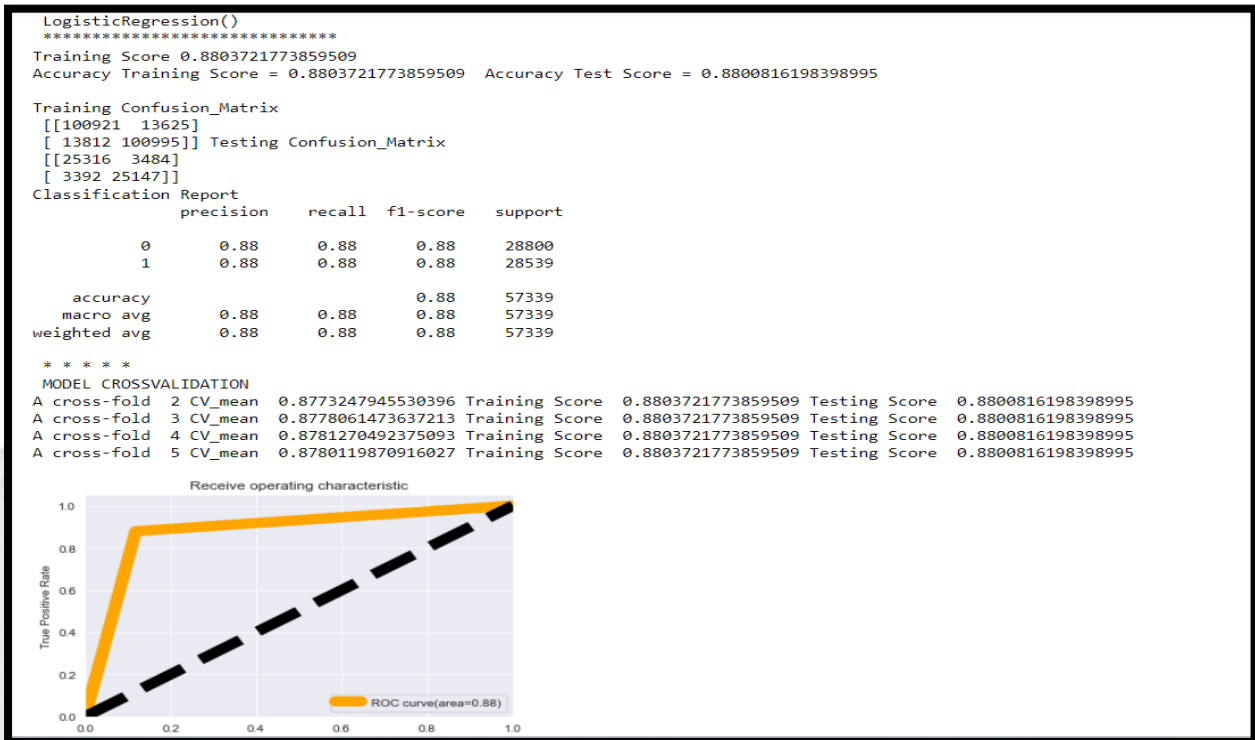 LogisticRegression()
******************************
Training Score 0.8803721773859509
Accuracy Training Score = 0.8803721773859509 Accuracy Test Score = 0.8800816198398995
Training Confusion_Matrix
[[100921 13625]
[ 13812 100995]] Testing Confusion_Matrix
[[25316 3484]
[ 3392 25147]]
Classification Report
precision recall f1-score support
0 0.88 0.88 0.88 28800
1 0.88 0.88 0.88 28539
accuracy 0.88 57339
macro avg 0.88 0.88 0.88 57339
weighted avg 0.88 0.88 0.88 57339
* * * * *
MODEL CROSSVALIDATION
A cross-fold 2 CV_mean 0.8773247945530396 Training Score 0.8803721773859509 Testing Score 0.8800816198398995
A cross-fold 3 CV_mean 0.8778061473637213 Training Score 0.8803721773859509 Testing Score 0.8800816198398995
A cross-fold 4 CV_mean 0.8781270492375093 Training Score 0.8803721773859509 Testing Score 0.8800816198398995
A cross-fold 5 CV_mean 0.8780119870916027 Training Score 0.8803721773859509 Testing Score 0.8800816198398995
Receive operating characteristic
1.0
0.8
0.6
0.4
0.2
0.0
True Positive Rate
ROC curve(area=0.88)
0.0 0.2 0.4 0.6 0.8 1.0